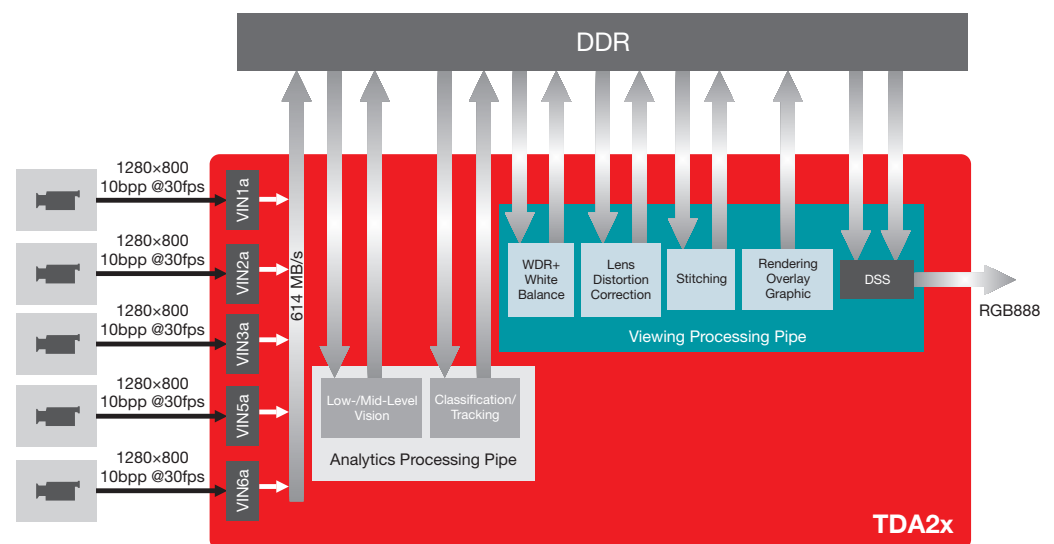 DDR
1280×800
10bpp @30fps
VIN1a
1280×800
10bpp @30fps
VIN2a
1280×800
10bpp @30fps
VIN3a
1280×800
10bpp @30fps
VIN5a
1280×800
10bpp @30fps
VIN6a
614 MB/s
WDR+
White
Balance
Lens
Distortion
Correction
Stitching
Rendering
Overlay
Graphic
DSS
RGB888
Viewing Processing Pipe
Low-/Mid-Level
Vision
Classification/
Tracking
Analytics Processing Pipe
TDA2x